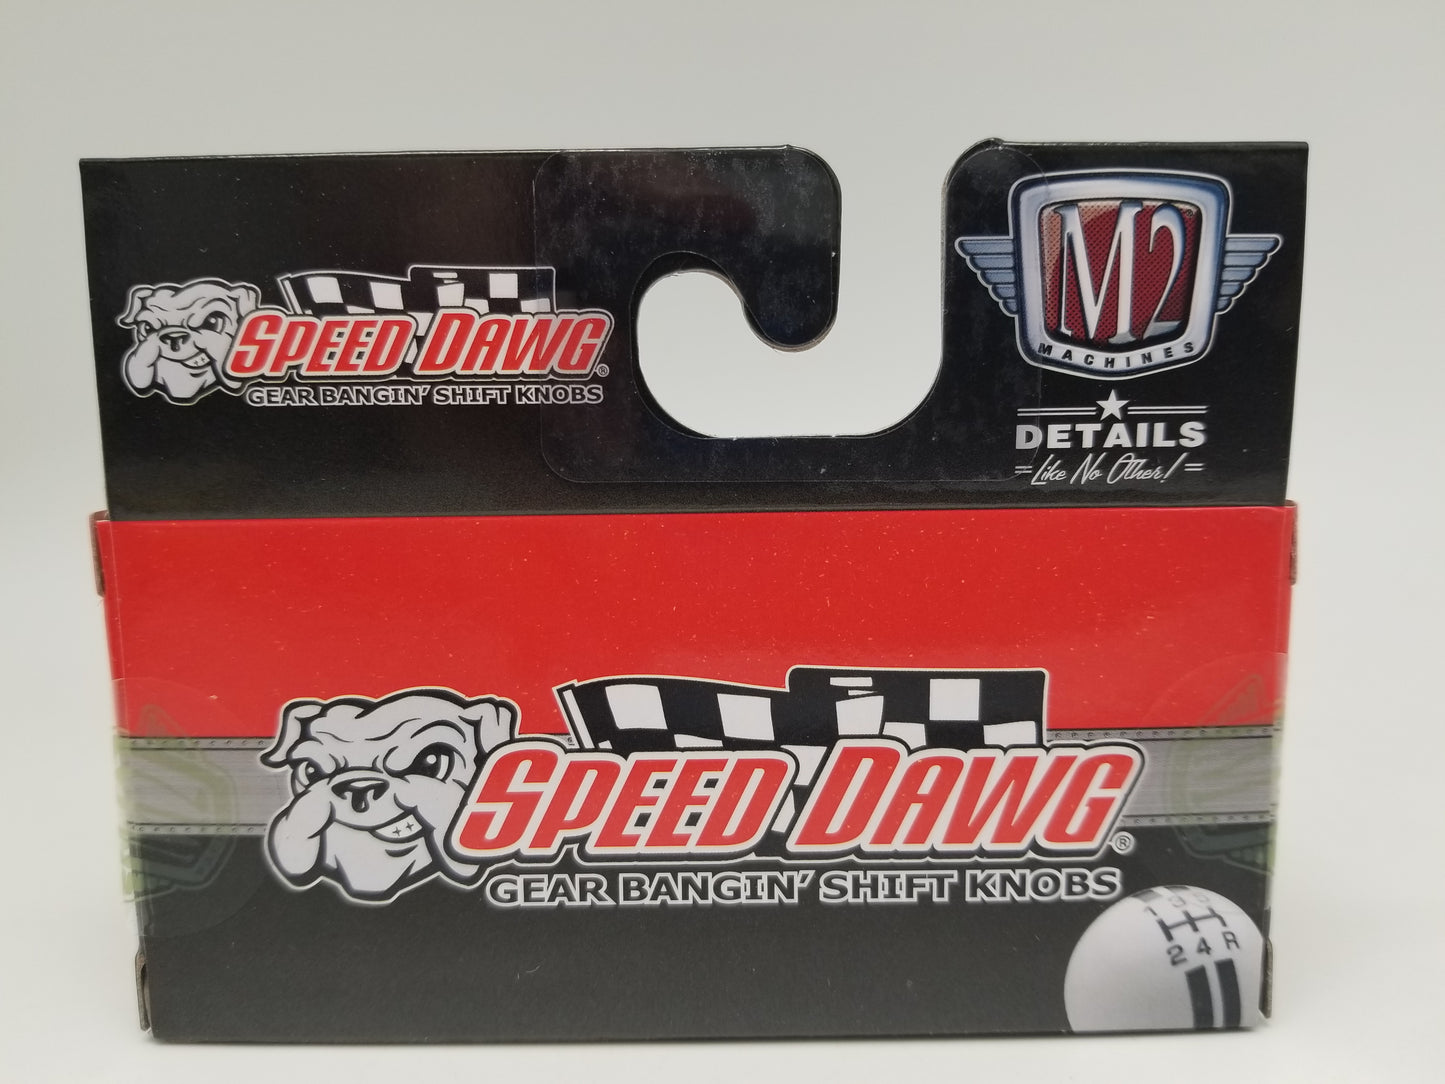 SPEED DAWG®
GEAR BANGIN' SHIFT KNOBS
M2
MACHINES
DETAILS
Like No Other!
SPEED DAWG®
GEAR BANGIN' SHIFT KNOBS
1 3 5
2 4 R